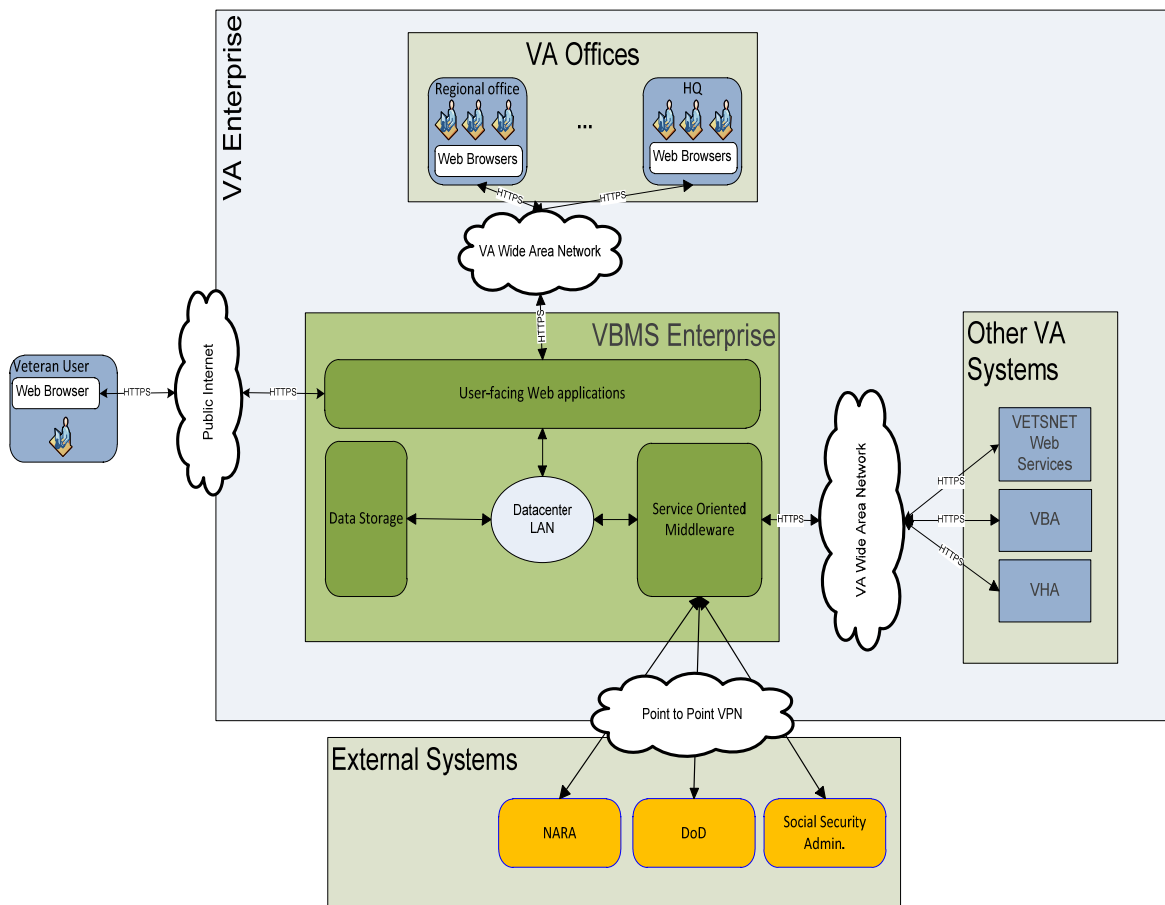 VA Enterprise
VA Offices
Regional office
Web Browsers
...
HQ
Web Browsers
HTTPS
HTTPS
VA Wide Area Network
HTTPS
VBMS Enterprise
User-facing Web applications
Veteran User
Web Browser
HTTPS
Public Internet
HTTPS
Data Storage
Datacenter
LAN
Service Oriented
Middleware
HTTPS
VA Wide Area Network
Other VA
Systems
HTTPS
HTTPS
HTTPS
VETSNET
Web
Services
VBA
VHA
Point to Point VPN
External Systems
NARA
DoD
Social Security
Admin.